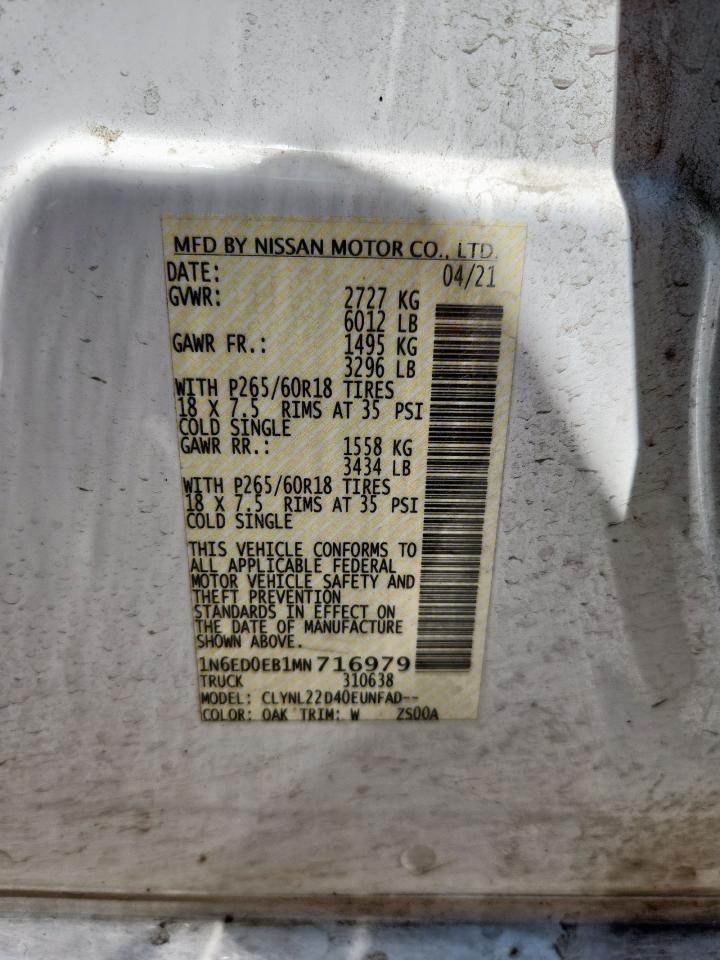 MFD BY NISSAN MOTOR CO., LTD.
DATE: 04/21
GVWR: 2727 KG
6012 LB
GAWR FR.: 1495 KG
3296 LB
WITH P265/60R18 TIRES
18 X 7.5 RIMS AT 35 PSI
COLD SINGLE
GAWR RR.: 1558 KG
3434 LB
WITH P265/60R18 TIRES
18 X 7.5 RIMS AT 35 PSI
COLD SINGLE
THIS VEHICLE CONFORMS TO
ALL APPLICABLE FEDERAL
MOTOR VEHICLE SAFETY AND
THEFT PREVENTION
STANDARDS IN EFFECT ON
THE DATE OF MANUFACTURE
SHOWN ABOVE.
1N6ED0EB1MN716979
TRUCK 310638
MODEL: CLYNL22D40EUNFAD--
COLOR: QAK TRIM: W ZS00A